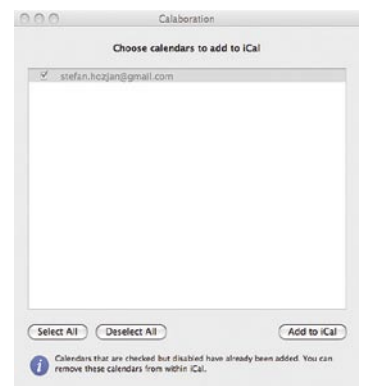 Calaboration
Choose calendars to add to iCal
stefan.hozjan@gmail.com
Select All Deselect All Add to iCal
Calendars that are checked but disabled have already been added. You can
remove these calendars from within iCal.